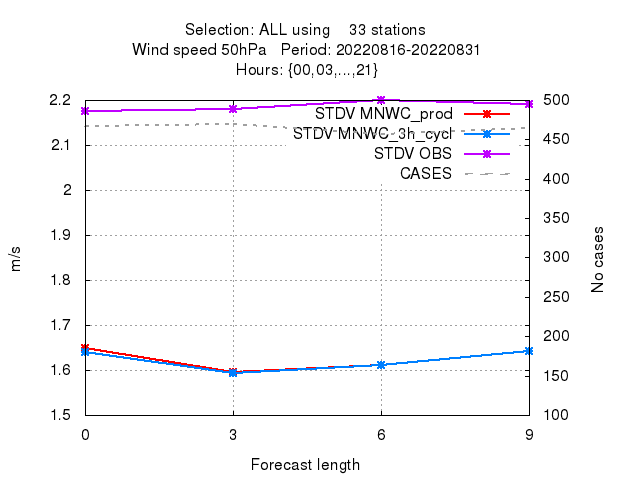 Selection: ALL using 33 stations
Wind speed 50hPa Period: 20220816-20220831
Hours: {00,03,...,21}
2.2
2.1
2
1.9
1.8
1.7
1.6
1.5
m/s
STDV MNWC_prod
STDV MNWC_3h_cycl
STDV OBS
CASES
500
450
400
350
300
250
200
150
100
No cases
0 3 6 9
Forecast length